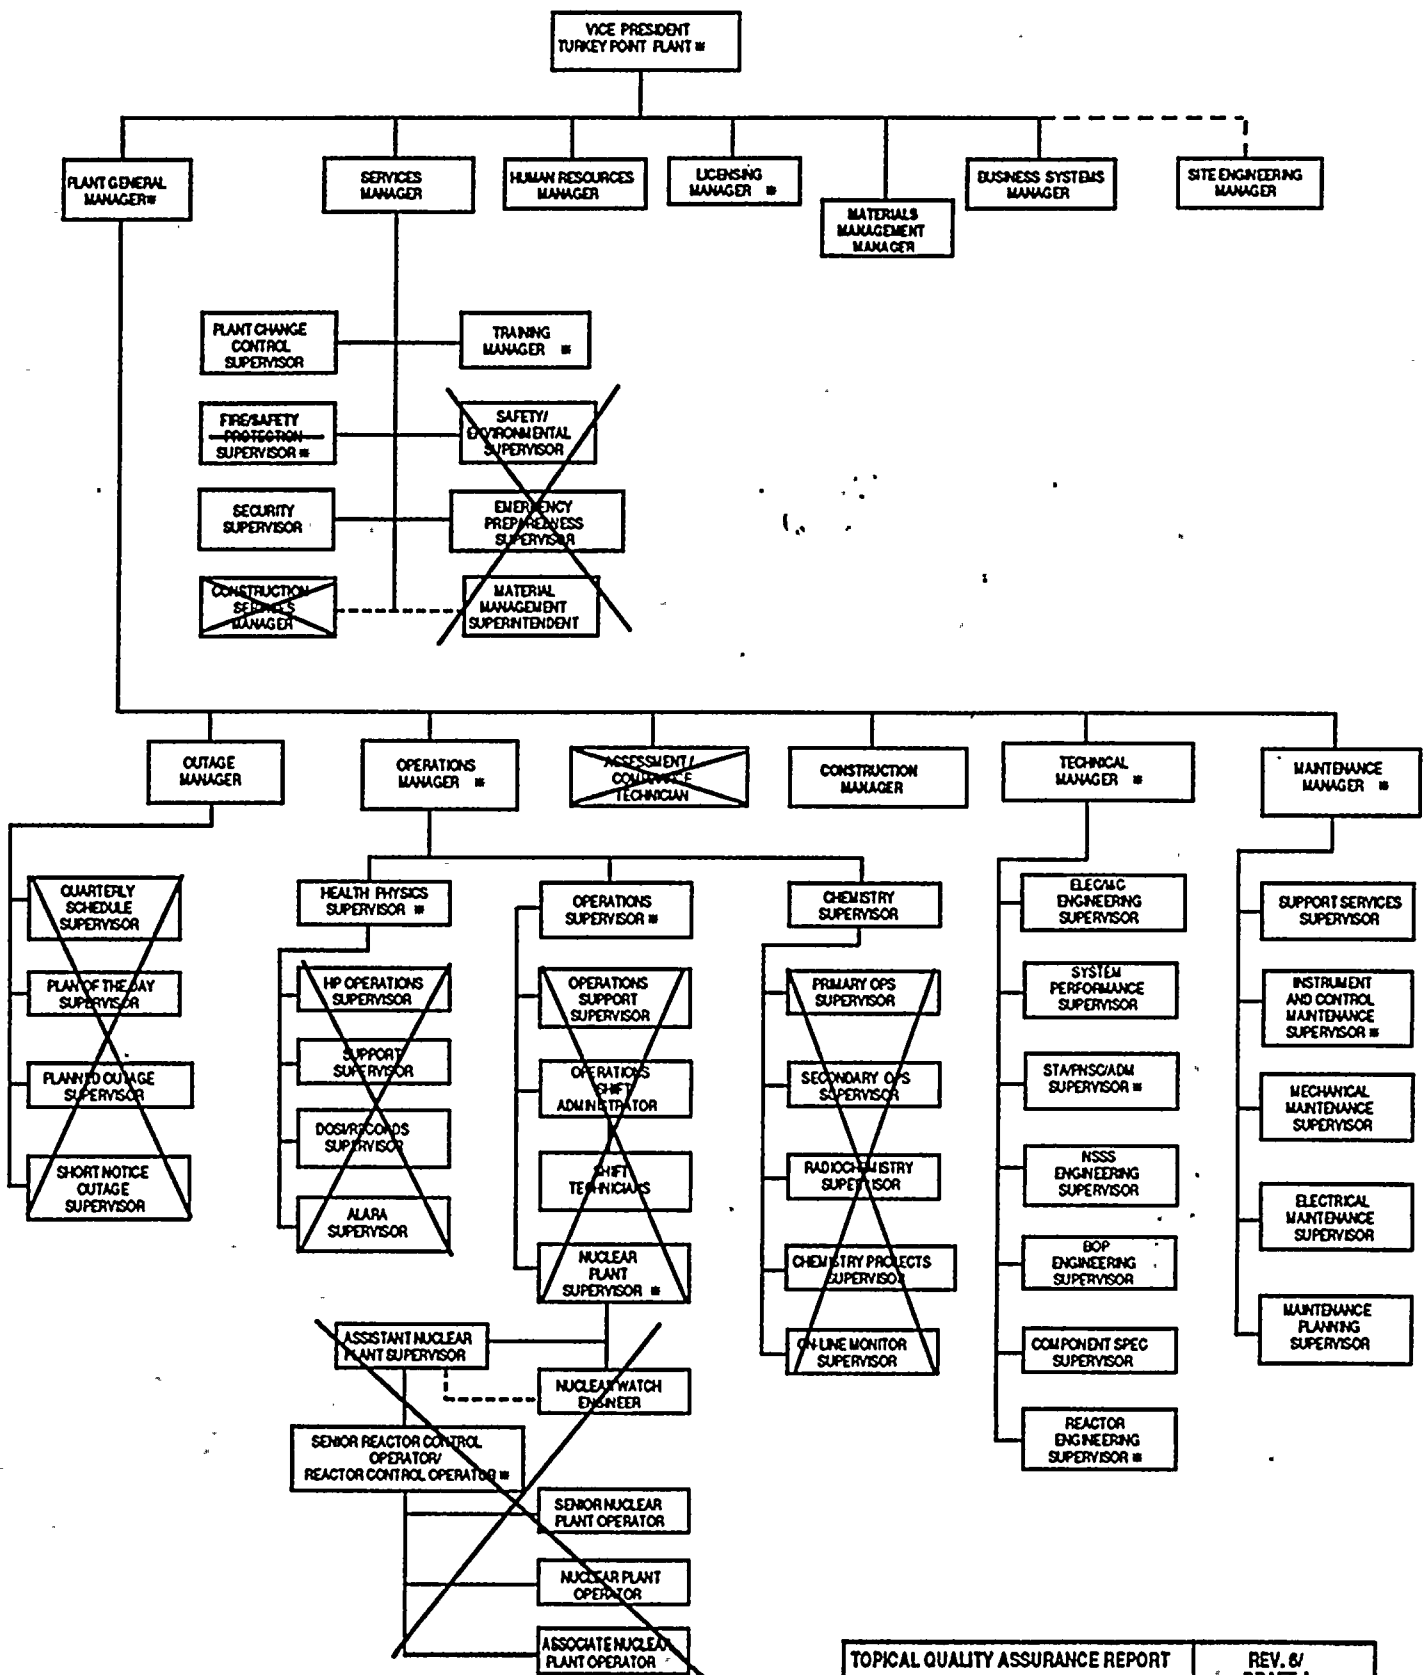 VICE PRESIDENT
TURKEY POINT PLANT *
PLANT GENERAL
MANAGER*
SERVICES
MANAGER
HUMAN RESOURCES
MANAGER
LICENSING
MANAGER *
MATERIALS
MANAGEMENT
MANAGER
BUSINESS SYSTEMS
MANAGER
SITE ENGINEERING
MANAGER
PLANT CHANGE
CONTROL
SUPERVISOR
TRAINING
MANAGER *
FIRE/SAFETY
PROTECTION
SUPERVISOR *
SAFETY/
ENVIRONMENTAL
SUPERVISOR
SECURITY
SUPERVISOR
EMERGENCY
PREPAREDNESS
SUPERVISOR
CONSTRUCTION
SERVICES
MANAGER
MATERIAL
MANAGEMENT
SUPERINTENDENT
OUTAGE
MANAGER
OPERATIONS
MANAGER *
ASSESSMENT/
COMPLIANCE
TECHNICIAN
CONSTRUCTION
MANAGER
TECHNICAL
MANAGER *
MAINTENANCE
MANAGER *
QUARTERLY
SCHEDULE
SUPERVISOR
PLAN OF THE DAY
SUPERVISOR
PLANNED OUTAGE
SUPERVISOR
SHORT NOTICE
OUTAGE
SUPERVISOR
HEALTH PHYSICS
SUPERVISOR *
HP OPERATIONS
SUPERVISOR
SUPPORT
SUPERVISOR
DOSI/RECORDS
SUPERVISOR
ALARA
SUPERVISOR
OPERATIONS
SUPERVISOR *
OPERATIONS
SUPPORT
SUPERVISOR
OPERATIONS
SHIFT
ADMINISTRATOR
SHIFT
TECHNICIANS
NUCLEAR
PLANT
SUPERVISOR *
ASSISTANT NUCLEAR
PLANT SUPERVISOR
NUCLEAR WATCH
ENGINEER
SENIOR REACTOR CONTROL
OPERATOR/
REACTOR CONTROL OPERATOR *
SENIOR NUCLEAR
PLANT OPERATOR
NUCLEAR PLANT
OPERATOR
ASSOCIATE NUCLEAR
PLANT OPERATOR
CHEMISTRY
SUPERVISOR
PRIMARY OPS
SUPERVISOR
SECONDARY OPS
SUPERVISOR
RADIOCHEMISTRY
SUPERVISOR
CHEMISTRY PROJECTS
SUPERVISOR
ON-LINE MONITOR
SUPERVISOR
ELEC/I&C
ENGINEERING
SUPERVISOR
SYSTEM
PERFORMANCE
SUPERVISOR
STA/PNSC/ADM
SUPERVISOR *
NSSS
ENGINEERING
SUPERVISOR
BOP
ENGINEERING
SUPERVISOR
COMPONENT SPEC
SUPERVISOR
REACTOR
ENGINEERING
SUPERVISOR *
SUPPORT SERVICES
SUPERVISOR
INSTRUMENT
AND CONTROL
MAINTENANCE
SUPERVISOR *
MECHANICAL
MAINTENANCE
SUPERVISOR
ELECTRICAL
MAINTENANCE
SUPERVISOR
MAINTENANCE
PLANNING
SUPERVISOR
TOPICAL QUALITY ASSURANCE REPORT
REV. 6/